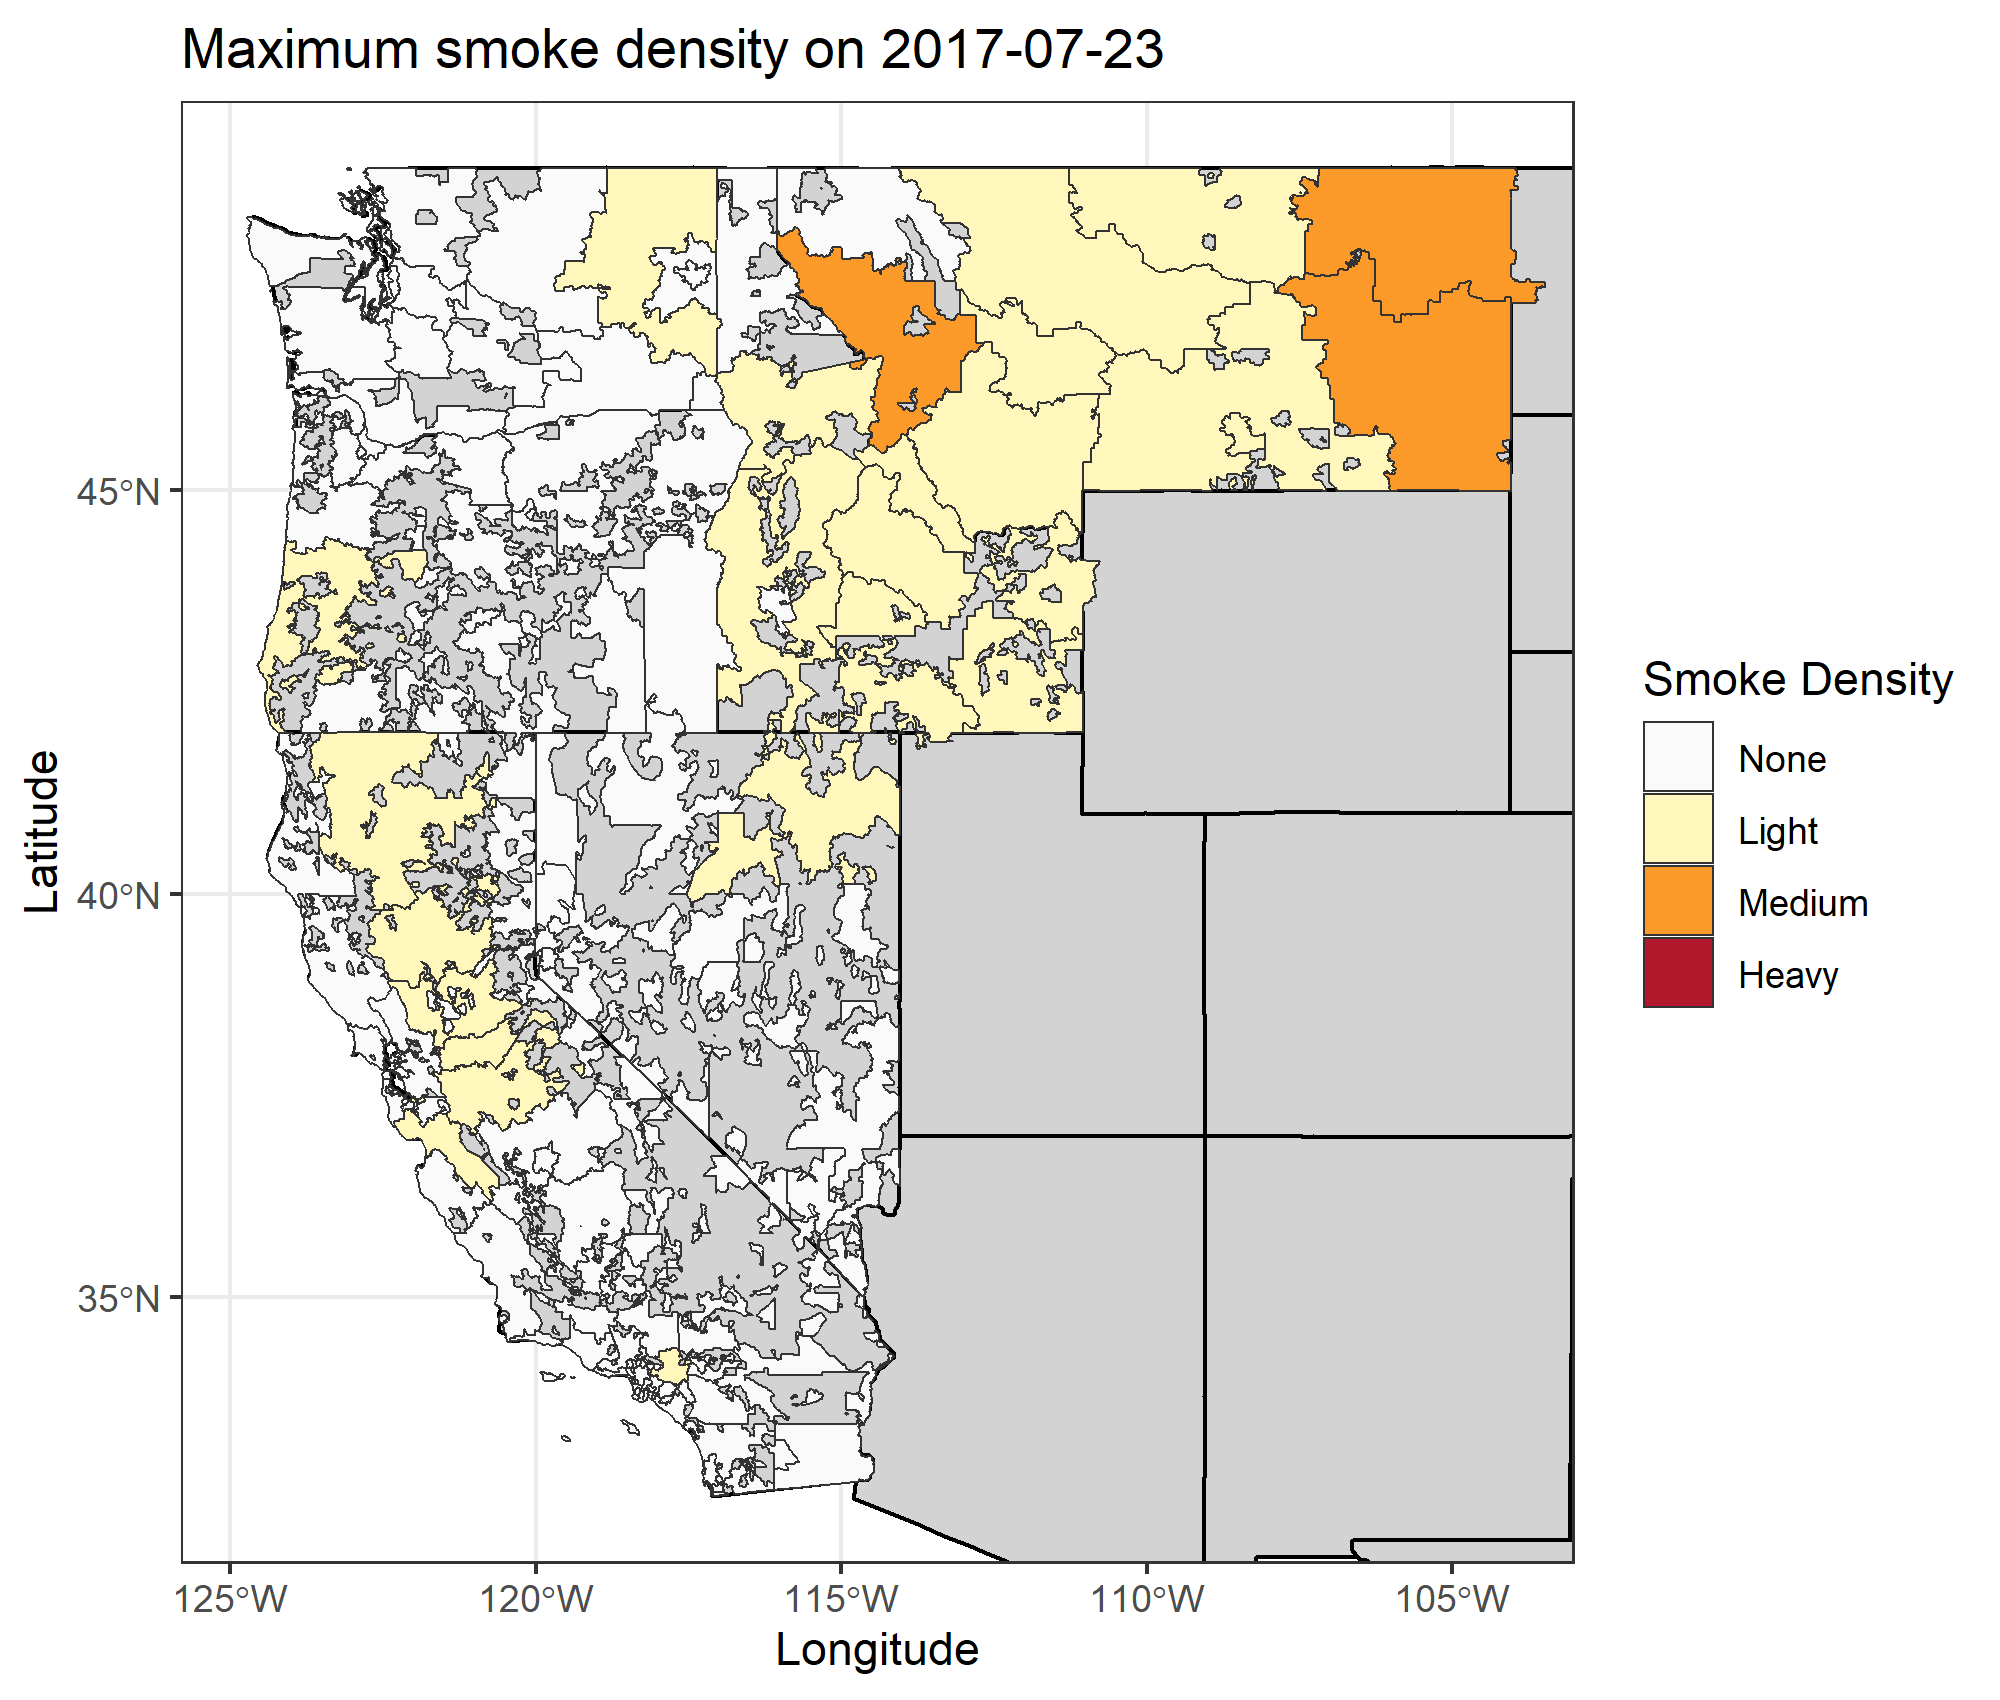 Maximum smoke density on 2017-07-23
45°N
40°N
35°N
Latitude
125°W
120°W
115°W
110°W
105°W
Longitude
Smoke Density
None
Light
Medium
Heavy